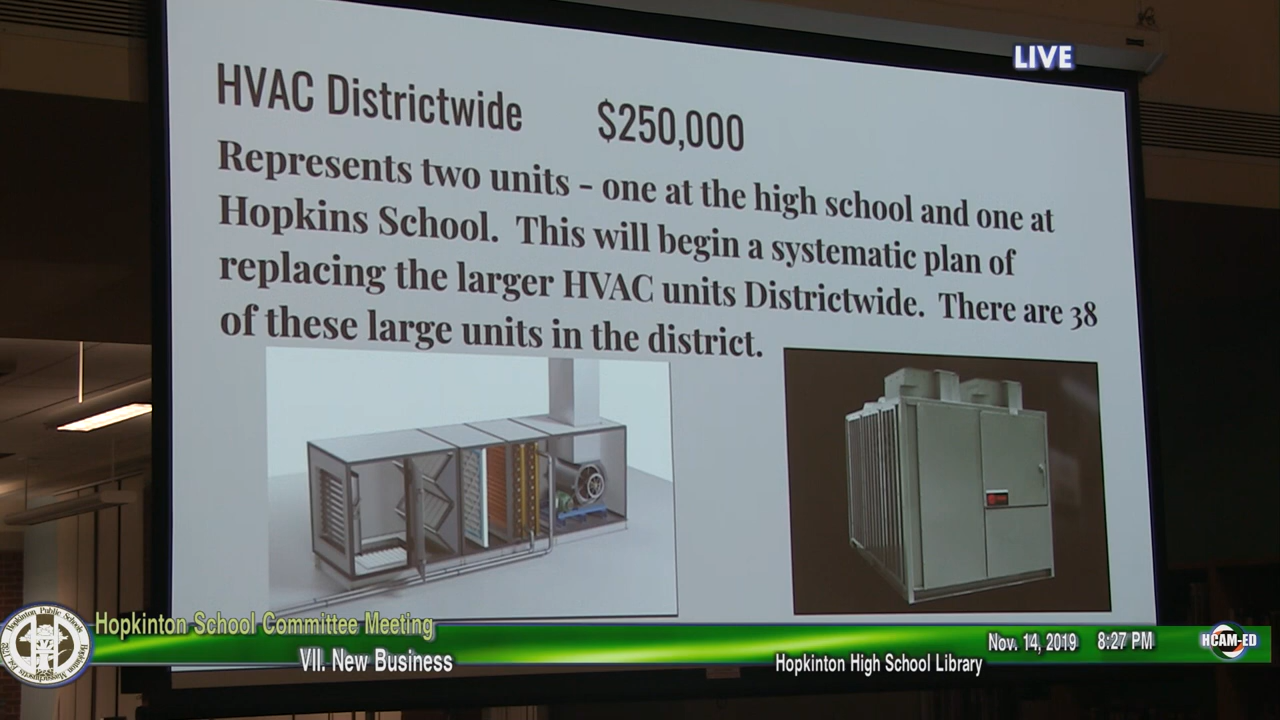 LIVE
HVAC Districtwide $250,000
Represents two units - one at the high school and one at
Hopkins School. This will begin a systematic plan of
replacing the larger HVAC units Districtwide. There are 38
of these large units in the district.
Hopkinton School Committee Meeting
VII. New Business
Nov. 14, 2019 8:27 PM
Hopkinton High School Library
HCAM-ED
Hopkinton Public Schools